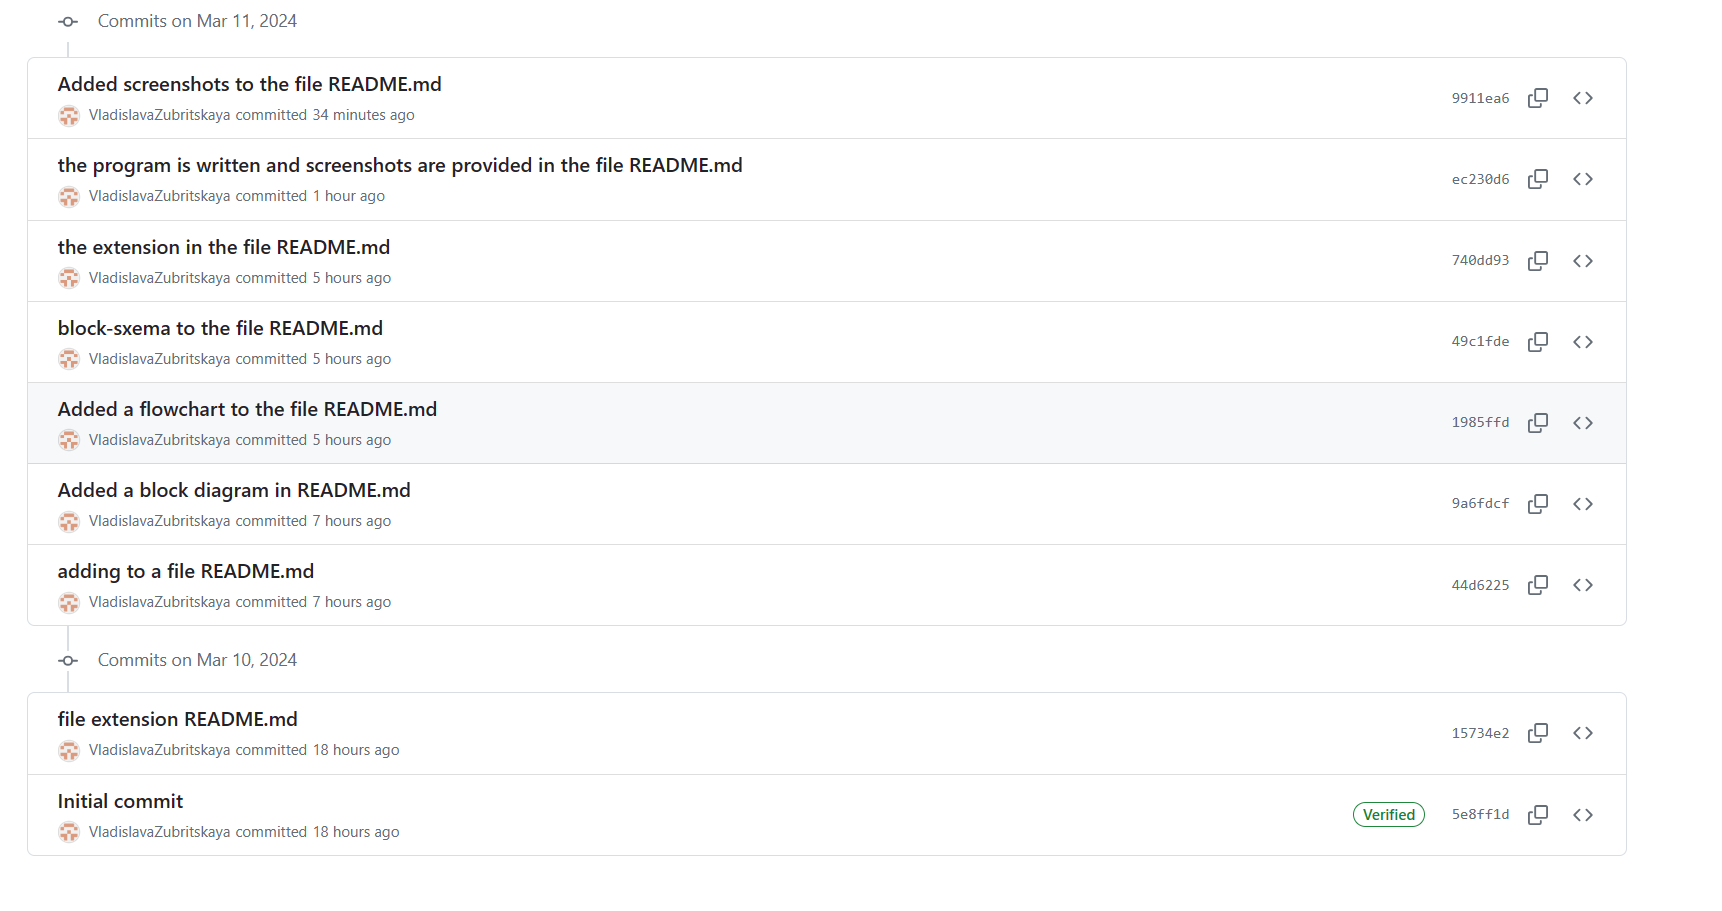 Commits on Mar 11, 2024
Added screenshots to the file README.md
VladislavaZubritskaya committed 34 minutes ago
9911ea6
the program is written and screenshots are provided in the file README.md
VladislavaZubritskaya committed 1 hour ago
ec230d6
the extension in the file README.md
VladislavaZubritskaya committed 5 hours ago
740dd93
block-sxema to the file README.md
VladislavaZubritskaya committed 5 hours ago
49c1fde
Added a flowchart to the file README.md
VladislavaZubritskaya committed 5 hours ago
1985ffd
Added a block diagram in README.md
VladislavaZubritskaya committed 7 hours ago
9a6fdcf
adding to a file README.md
VladislavaZubritskaya committed 7 hours ago
44d6225
Commits on Mar 10, 2024
file extension README.md
VladislavaZubritskaya committed 18 hours ago
15734e2
Initial commit
VladislavaZubritskaya committed 18 hours ago
Verified
5e8ff1d